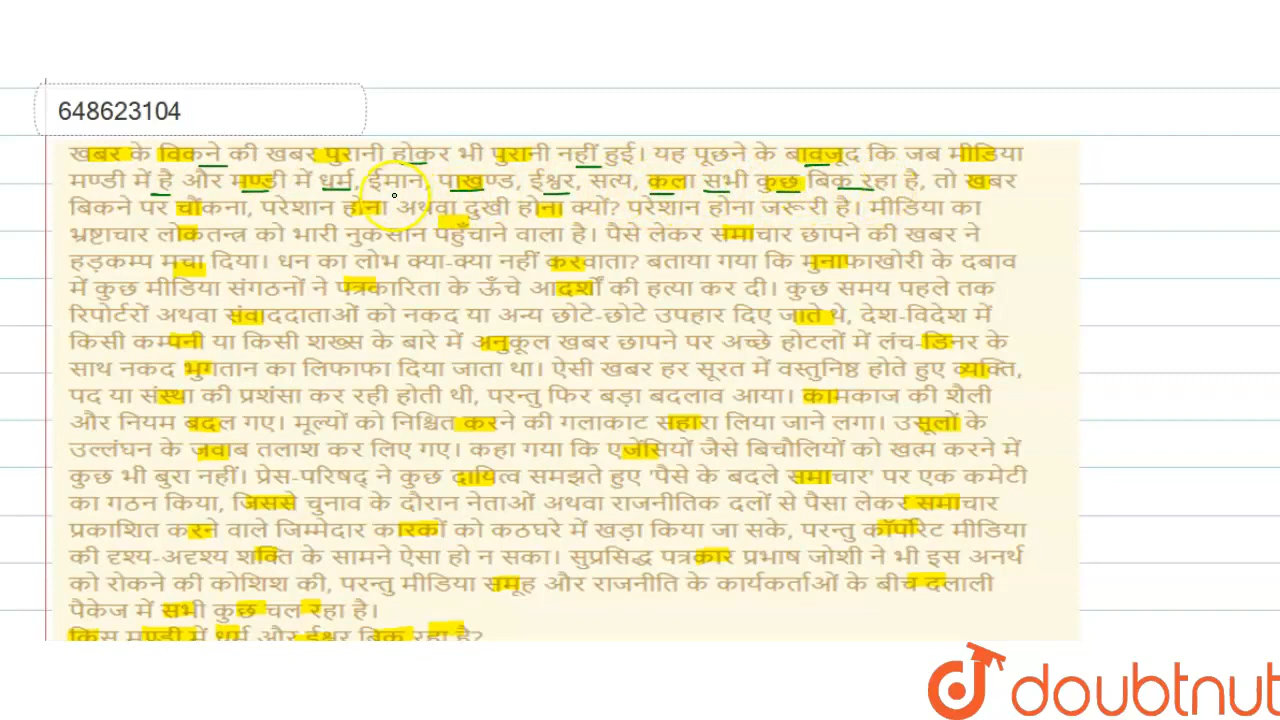 648623104
खबर के विकने की खबर पुरानी होकर भी पुरानी नहीं हुई। यह पूछने के बावजूद कि जब मीडिया
मण्डी में है और मण्डी में धर्म, ईमान, पाखण्ड, ईश्वर, सत्य, कला सभी कुछ बिक रहा है, तो खबर
बिकने पर चौंकना, परेशान होना अथवा दुखी होना क्यों? परेशान होना जरूरी है। मीडिया का
भ्रष्टाचार लोकतन्त्र को भारी नुकसान पहुँचाने वाला है। पैसे लेकर समाचार छापने की खबर ने
हड़कम्प मचा दिया। धन का लोभ क्या-क्या नहीं करवाता? बताया गया कि मुनाफाखोरी के दबाव
में कुछ मीडिया संगठनों ने पत्रकारिता के ऊँचे आदर्शों की हत्या कर दी। कुछ समय पहले तक
रिपोर्टरों अथवा संवाददाताओं को नकद या अन्य छोटे-छोटे उपहार दिए जाते थे, देश-विदेश में
किसी कम्पनी या किसी शख्स के बारे में अनुकूल खबर छापने पर अच्छे होटलों में लंच-डिनर के
साथ नकद भुगतान का लिफाफा दिया जाता था। ऐसी खबर हर सूरत में वस्तुनिष्ठ होते हुए व्यक्ति,
पद या संस्था की प्रशंसा कर रही होती थी, परन्तु फिर बड़ा बदलाव आया। कामकाज की शैली
और नियम बदल गए। मूल्यों को निश्चित करने की गलाकाट सहारा लिया जाने लगा। उसूलों के
उल्लंघन के जवाब तलाश कर लिए गए। कहा गया कि एजेंसियों जैसे बिचौलियों को खत्म करने में
कुछ भी बुरा नहीं। प्रेस-परिषद् ने कुछ दायित्व समझते हुए 'पैसे के बदले समाचार' पर एक कमेटी
का गठन किया, जिससे चुनाव के दौरान नेताओं अथवा राजनीतिक दलों से पैसा लेकर समाचार
प्रकाशित करने वाले जिम्मेदार कारकों को कठघरे में खड़ा किया जा सके, परन्तु कॉर्पोरेट मीडिया
की दृश्य-अदृश्य शक्ति के सामने ऐसा हो न सका। सुप्रसिद्ध पत्रकार प्रभाष जोशी ने भी इस अनर्थ
को रोकने की कोशिश की, परन्तु मीडिया समूह और राजनीति के कार्यकर्ताओं के बीच दलाली
पैकेज में सभी कुछ चल रहा है।
किस मण्डी में धर्म और ईश्वर बिक रहा है?
doubtnut